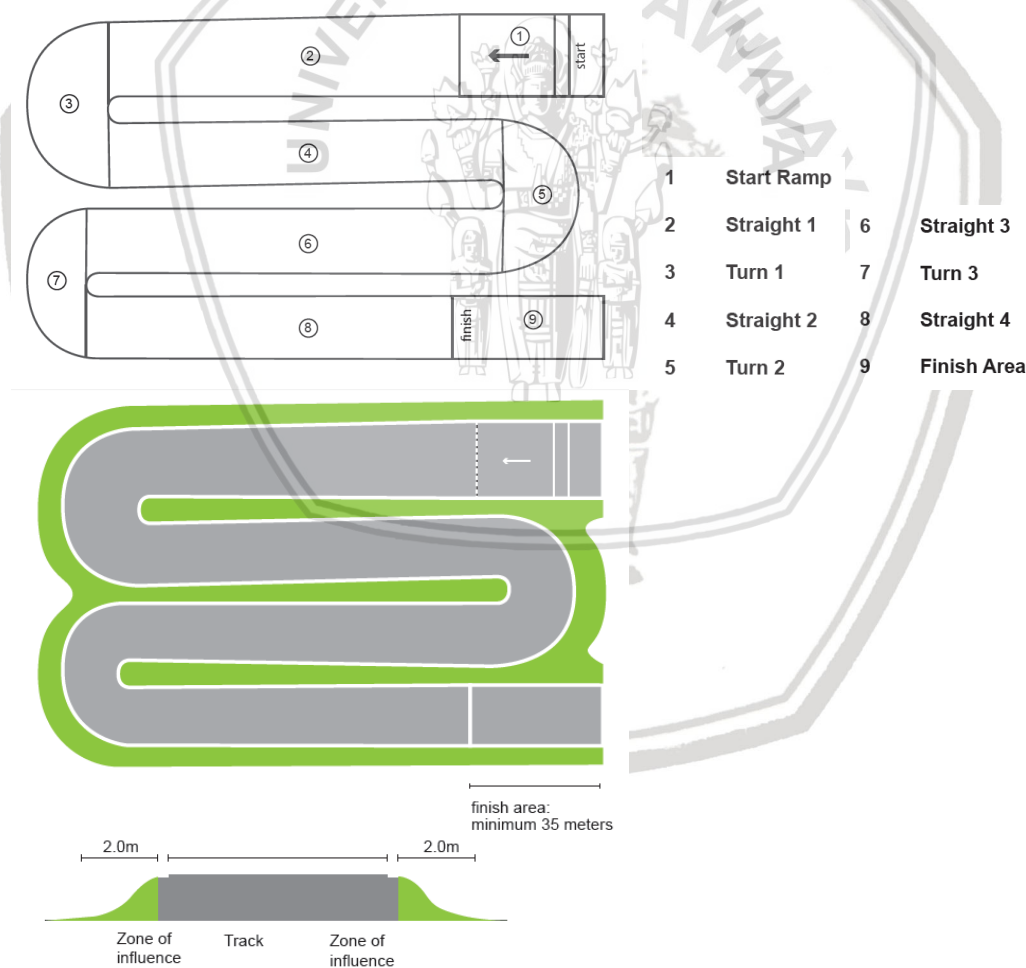 1
start
2
3
4
5
6
7
finish
8
9
1 Start Ramp
2 Straight 1
3 Turn 1
4 Straight 2
5 Turn 2
6 Straight 3
7 Turn 3
8 Straight 4
9 Finish Area
finish area:
minimum 35 meters
2.0m
2.0m
Zone of
influence
Track
Zone of
influence